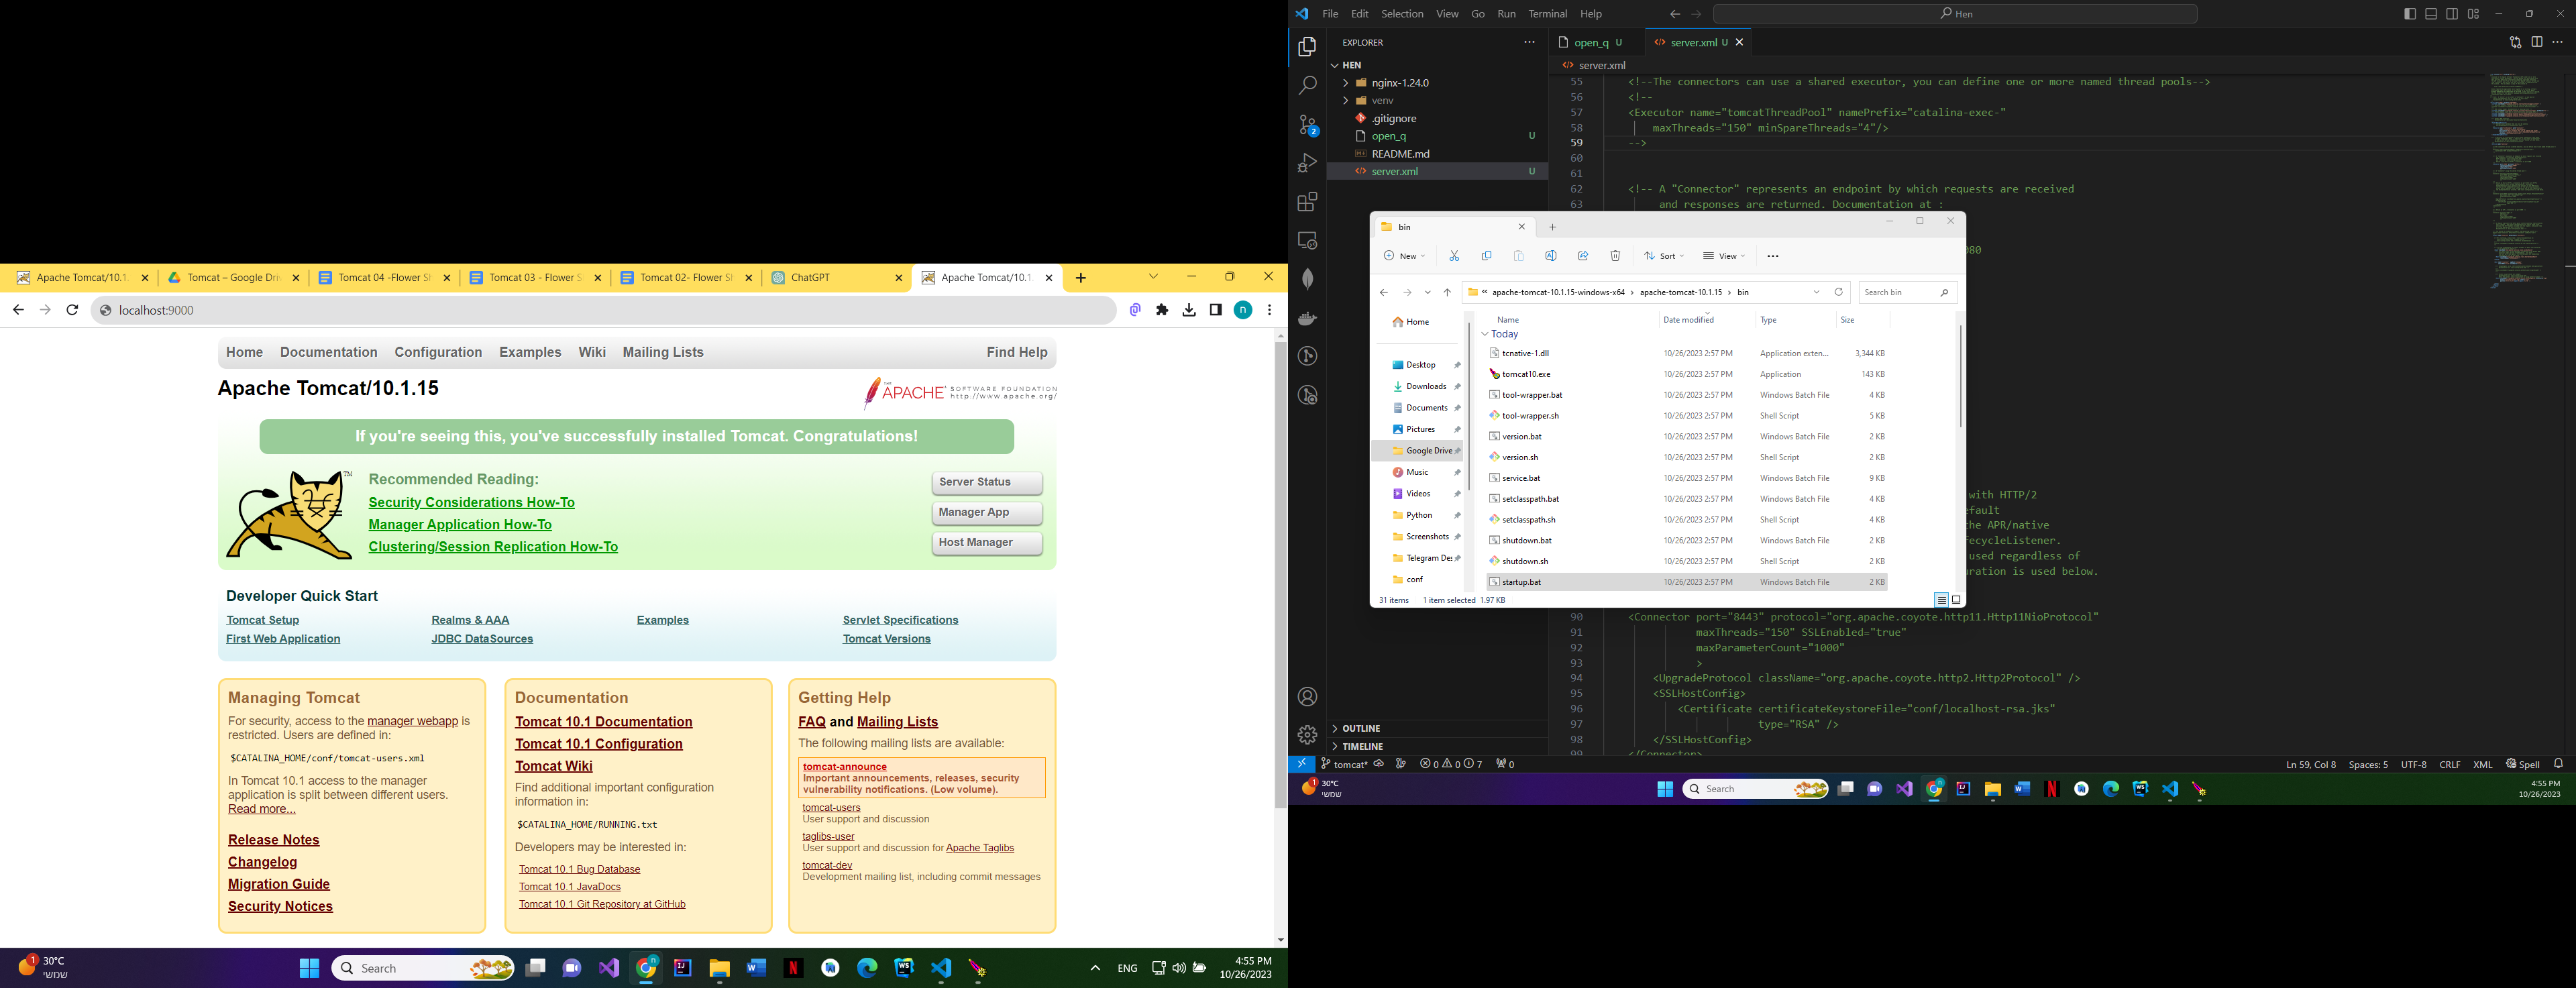 Apache Tomcat/10.1.
Tomcat – Google Driv
Tomcat 04 -Flower Sh
Tomcat 03 - Flower S
Tomcat 02- Flower Sh
ChatGPT
Apache Tomcat/10.1.
localhost:9000
n
Home Documentation Configuration Examples Wiki Mailing Lists Find Help
Apache Tomcat/10.1.15
THE APACHE® SOFTWARE FOUNDATION
http://www.apache.org/
If you're seeing this, you've successfully installed Tomcat. Congratulations!
TM
Recommended Reading:
Security Considerations How-To
Manager Application How-To
Clustering/Session Replication How-To
Server Status
Manager App
Host Manager
Developer Quick Start
Tomcat Setup
First Web Application
Realms & AAA
JDBC DataSources
Examples
Servlet Specifications
Tomcat Versions
Managing Tomcat
For security, access to the manager webapp is
restricted. Users are defined in:
$CATALINA_HOME/conf/tomcat-users.xml
In Tomcat 10.1 access to the manager
application is split between different users.
Read more...
Release Notes
Changelog
Migration Guide
Security Notices
Documentation
Tomcat 10.1 Documentation
Tomcat 10.1 Configuration
Tomcat Wiki
Find additional important configuration
information in:
$CATALINA_HOME/RUNNING.txt
Developers may be interested in:
Tomcat 10.1 Bug Database
Tomcat 10.1 JavaDocs
Tomcat 10.1 Git Repository at GitHub
Getting Help
FAQ and Mailing Lists
The following mailing lists are available:
tomcat-announce
Important announcements, releases, security
vulnerability notifications. (Low volume).
tomcat-users
User support and discussion
taglibs-user
User support and discussion for Apache Taglibs
tomcat-dev
Development mailing list, including commit messages
1
30°C
שמשי
Search
ENG
4:55 PM
10/26/2023
File Edit Selection View Go Run Terminal Help
Hen
EXPLORER
HEN
nginx-1.24.0
venv
.gitignore
open_q U
README.md
server.xml U
2
OUTLINE
TIMELINE
open_q U
server.xml U
server.xml
55 <!--The connectors can use a shared executor, you can define one or more named thread pools-->
56 <!--
57 <Executor name="tomcatThreadPool" namePrefix="catalina-exec-"
58 maxThreads="150" minSpareThreads="4"/>
59 -->
60
61
62 <!-- A "Connector" represents an endpoint by which requests are received
63 and responses are returned. Documentation at :
080
with HTTP/2
efault
the APR/native
fecycleListener.
used regardless of
uration is used below.
90 <Connector port="8443" protocol="org.apache.coyote.http11.Http11NioProtocol"
91 maxThreads="150" SSLEnabled="true"
92 maxParameterCount="1000"
93 >
94 <UpgradeProtocol className="org.apache.coyote.http2.Http2Protocol" />
95 <SSLHostConfig>
96 <Certificate certificateKeystoreFile="conf/localhost-rsa.jks"
97 type="RSA" />
98 </SSLHostConfig>
99 </Connector>
bin
New Sort View
apache-tomcat-10.1.15-windows-x64 › apache-tomcat-10.1.15 › bin
Search bin
Home
Desktop
Downloads
Documents
Pictures
Google Drive
Music
Videos
Python
Screenshots
Telegram Des
conf
Name Date modified Type Size
Today
tcnative-1.dll 10/26/2023 2:57 PM Application exten... 3,344 KB
tomcat10.exe 10/26/2023 2:57 PM Application 143 KB
tool-wrapper.bat 10/26/2023 2:57 PM Windows Batch File 4 KB
tool-wrapper.sh 10/26/2023 2:57 PM Shell Script 5 KB
version.bat 10/26/2023 2:57 PM Windows Batch File 2 KB
version.sh 10/26/2023 2:57 PM Shell Script 2 KB
service.bat 10/26/2023 2:57 PM Windows Batch File 9 KB
setclasspath.bat 10/26/2023 2:57 PM Windows Batch File 4 KB
setclasspath.sh 10/26/2023 2:57 PM Shell Script 4 KB
shutdown.bat 10/26/2023 2:57 PM Windows Batch File 2 KB
shutdown.sh 10/26/2023 2:57 PM Shell Script 2 KB
startup.bat 10/26/2023 2:57 PM Windows Batch File 2 KB
31 items 1 item selected 1.97 KB
tomcat* 0 0 7 0
Ln 59, Col 8 Spaces: 5 UTF-8 CRLF XML Spell
1
30°C
שמשי
Search
4:55 PM
10/26/2023